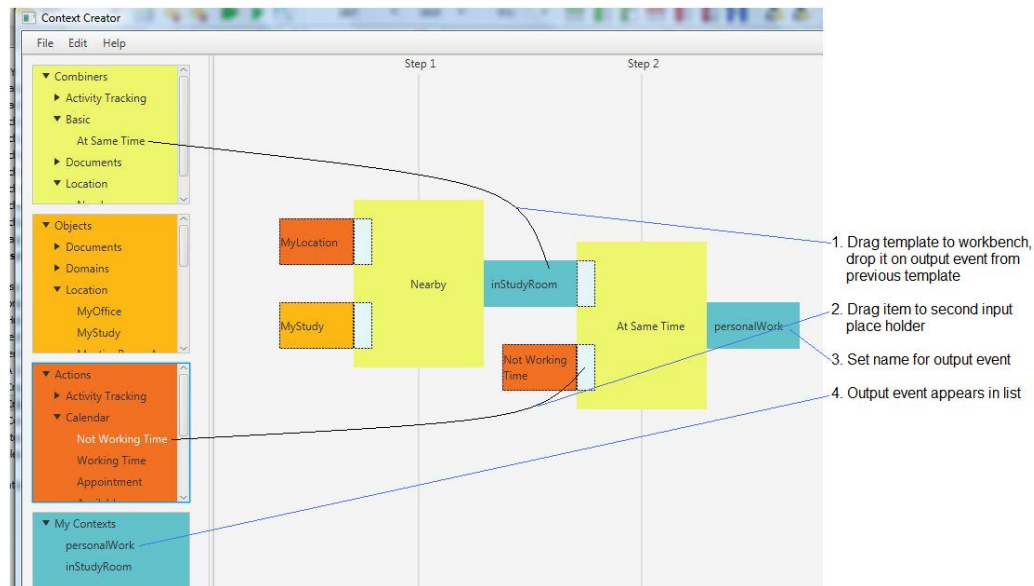 Context Creator
File Edit Help
Combiners
Activity Tracking
Basic
At Same Time
Documents
Location
Objects
Documents
Domains
Location
MyOffice
MyStudy
Actions
Activity Tracking
Calendar
Not Working Time
Working Time
Appointment
My Contexts
personalWork
inStudyRoom
Step 1
Step 2
MyLocation
MyStudy
Nearby
inStudyRoom
Not Working
Time
At Same Time
personalWork
1. Drag template to workbench,
drop it on output event from
previous template
2. Drag item to second input
place holder
3. Set name for output event
4. Output event appears in list